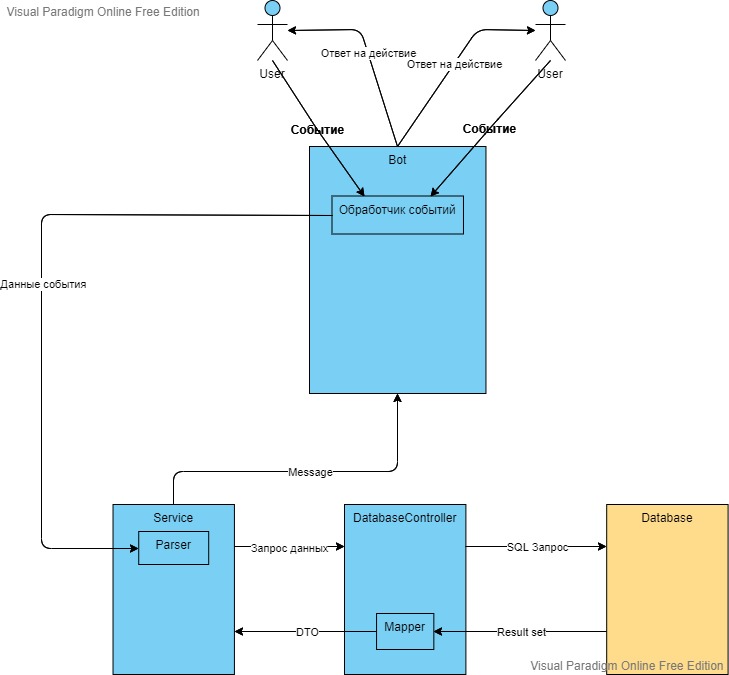 Visual Paradigm Online Free Edition
Ответ на действие
Ответ на действие
User
User
Событие
Событие
Bot
Обработчик событий
Данные события
Message
Service
DatabaseController
Database
Parser
Запрос данных
SQL Запрос
Mapper
DTO
Result set
Visual Paradigm Online Free Edition